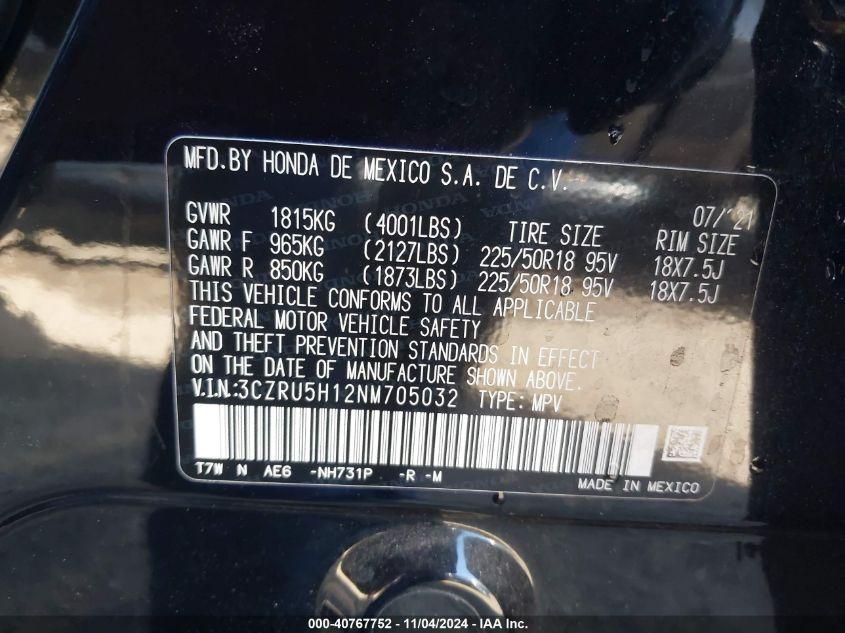 MFD.BY HONDA DE MEXICO S.A. DE C.V.
07/'21
GVWR 1815KG (4001LBS) TIRE SIZE RIM SIZE
GAWR F 965KG (2127LBS) 225/50R18 95V 18X7.5J
GAWR R 850KG (1873LBS) 225/50R18 95V 18X7.5J
THIS VEHICLE CONFORMS TO ALL APPLICABLE
FEDERAL MOTOR VEHICLE SAFETY
AND THEFT PREVENTION STANDARDS IN EFFECT
ON THE DATE OF MANUFACTURE SHOWN ABOVE.
V.I.N:3CZRU5H12NM705032 TYPE: MPV
T7W N AE6 -NH731P -R -M
MADE IN MEXICO
000-40767752 - 11/04/2024 - IAA Inc.